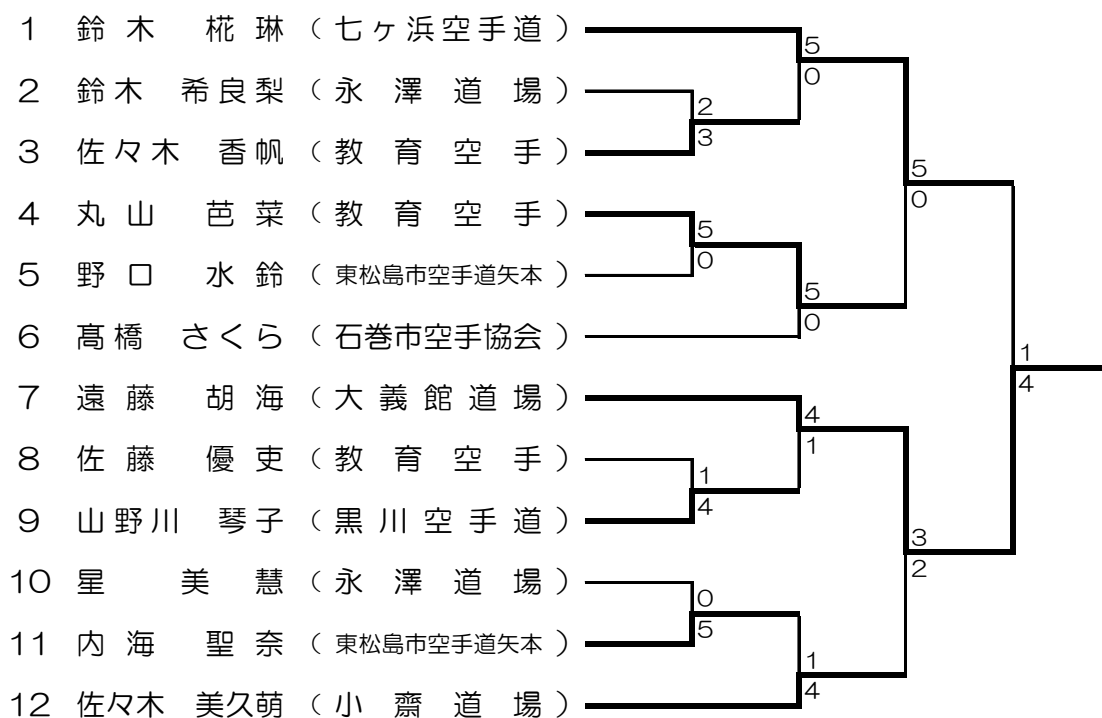 1 鈴木 椛琳 (七ヶ浜空手道)
5
0
2 鈴木 希良梨 (永澤道場)
2
3
3 佐々木 香帆 (教育空手)
5
0
4 丸山 芭菜 (教育空手)
5
0
5 野口 水鈴 (東松島市空手道矢本)
5
0
6 髙橋 さくら (石巻市空手協会)
1
4
7 遠藤 胡海 (大義館道場)
4
1
8 佐藤 優吏 (教育空手)
1
4
9 山野川 琴子 (黒川空手道)
3
2
10 星 美慧 (永澤道場)
0
5
11 内海 聖奈 (東松島市空手道矢本)
1
4
12 佐々木 美久萌 (小齋道場)